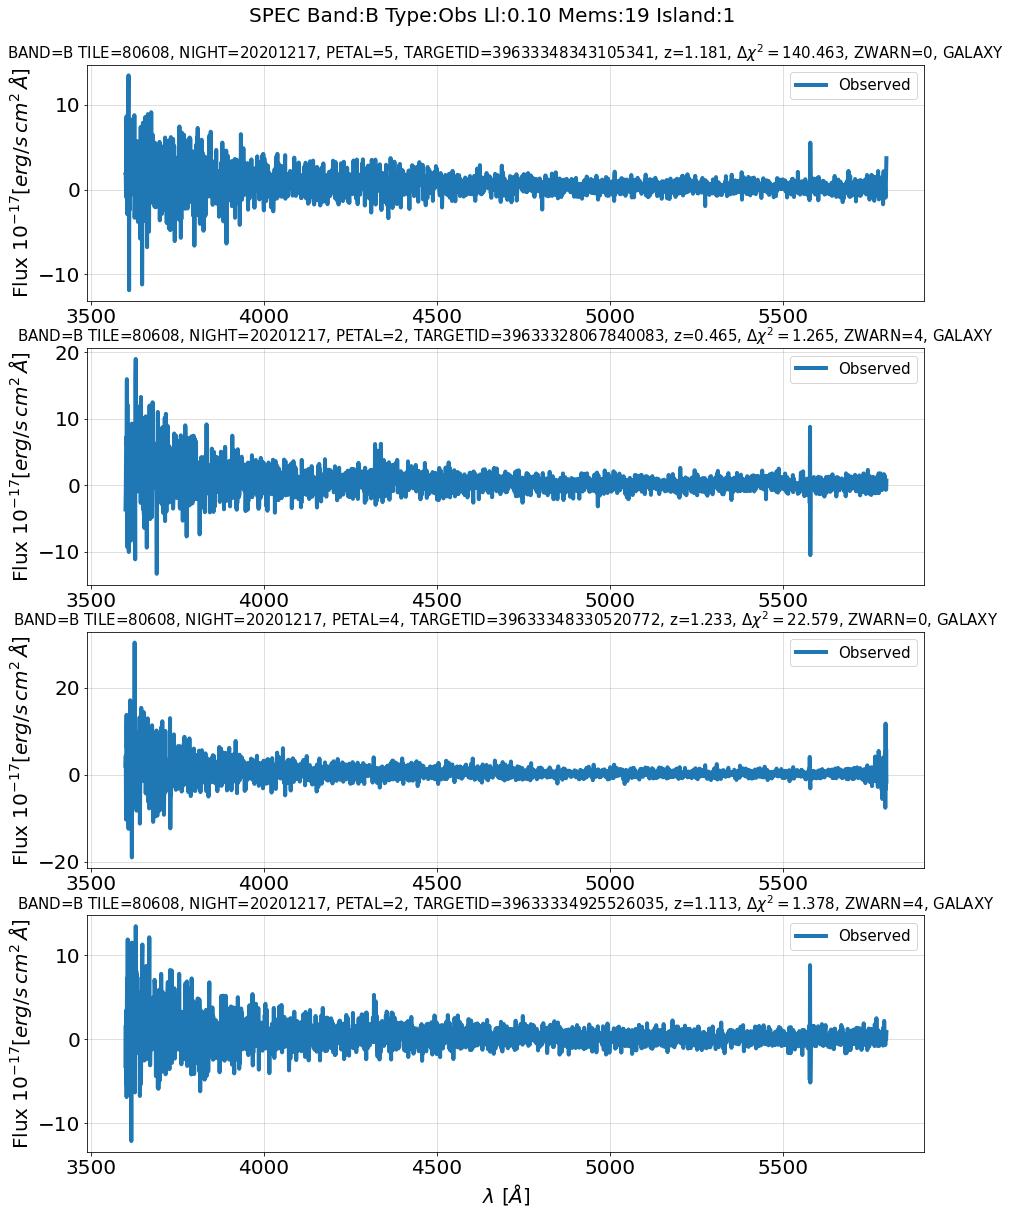 SPEC Band:B Type:Obs Ll:0.10 Mems:19 Island:1
BAND=B TILE=80608, NIGHT=20201217, PETAL=5, TARGETID=39633348343105341, z=1.181, Δχ²=140.463, ZWARN=0, GALAXY
Flux 10⁻¹⁷[erg/s cm² Å]
10
0
−10
Observed
3500 4000 4500 5000 5500
BAND=B TILE=80608, NIGHT=20201217, PETAL=2, TARGETID=39633328067840083, z=0.465, Δχ²=1.265, ZWARN=4, GALAXY
Flux 10⁻¹⁷[erg/s cm² Å]
20
10
0
−10
Observed
3500 4000 4500 5000 5500
BAND=B TILE=80608, NIGHT=20201217, PETAL=4, TARGETID=39633348330520772, z=1.233, Δχ²=22.579, ZWARN=0, GALAXY
Flux 10⁻¹⁷[erg/s cm² Å]
20
0
−20
Observed
3500 4000 4500 5000 5500
BAND=B TILE=80608, NIGHT=20201217, PETAL=2, TARGETID=39633334925526035, z=1.113, Δχ²=1.378, ZWARN=4, GALAXY
Flux 10⁻¹⁷[erg/s cm² Å]
10
0
−10
Observed
3500 4000 4500 5000 5500
λ [Å]